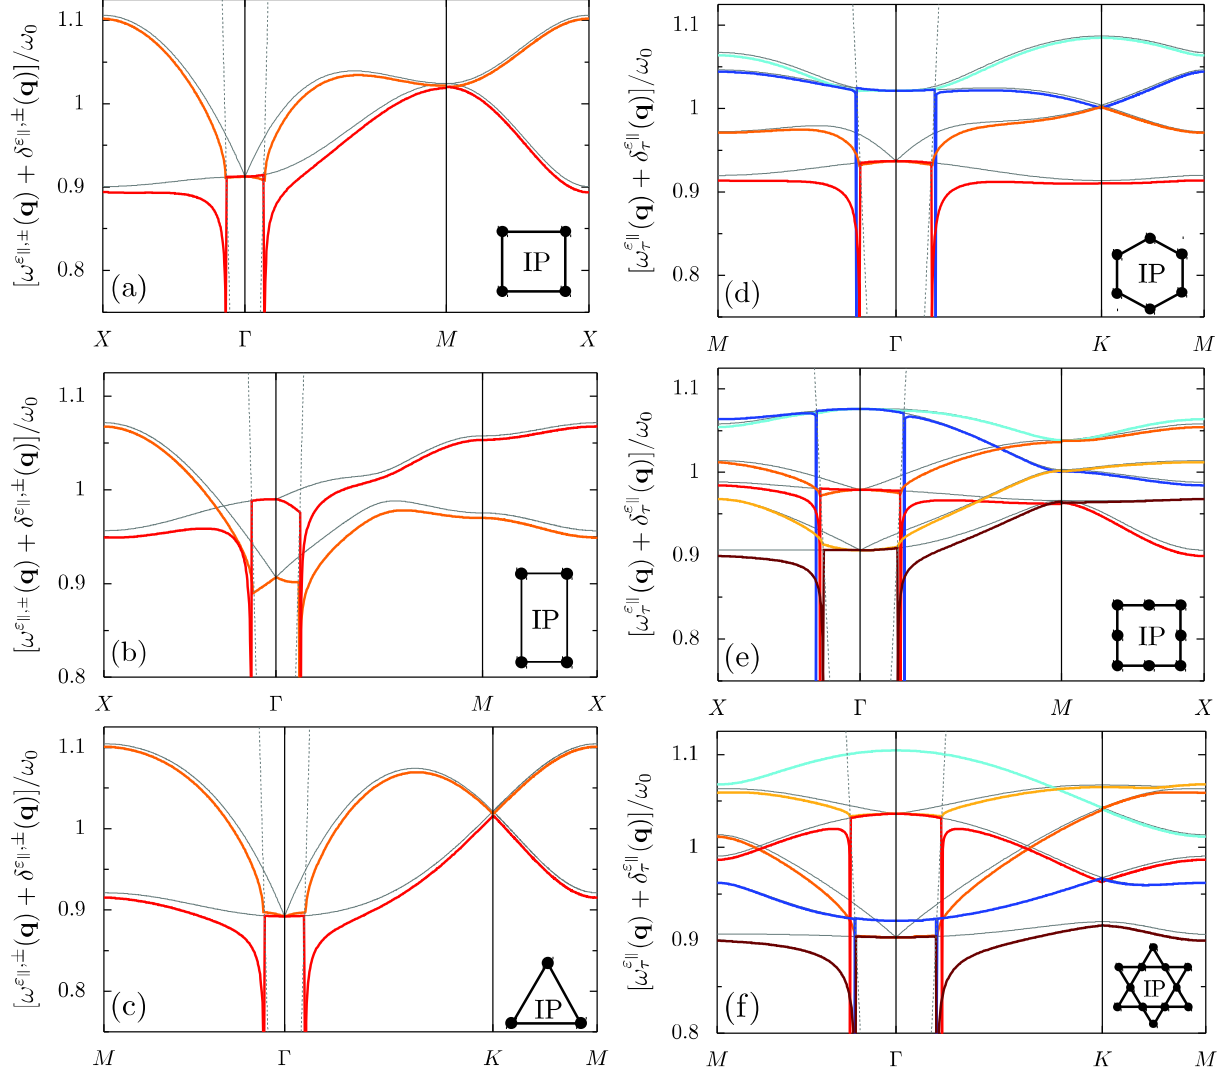 [ω^{ε∥,±}(𝐪) + δ^{ε∥,±}(𝐪)]/ω₀
1.1
1
0.9
0.8
(a)
IP
X
Γ
M
X
[ω_τ^{ε∥}(𝐪) + δ_τ^{ε∥}(𝐪)]/ω₀
1.1
1
0.9
0.8
(d)
IP
M
Γ
K
M
[ω^{ε∥,±}(𝐪) + δ^{ε∥,±}(𝐪)]/ω₀
1.1
1
0.9
0.8
(b)
IP
X
Γ
M
X
[ω_τ^{ε∥}(𝐪) + δ_τ^{ε∥}(𝐪)]/ω₀
1.1
1
0.9
0.8
(e)
IP
X
Γ
M
X
[ω^{ε∥,±}(𝐪) + δ^{ε∥,±}(𝐪)]/ω₀
1.1
1
0.9
0.8
(c)
IP
M
Γ
K
M
[ω_τ^{ε∥}(𝐪) + δ_τ^{ε∥}(𝐪)]/ω₀
1.1
1
0.9
0.8
(f)
IP
M
Γ
K
M